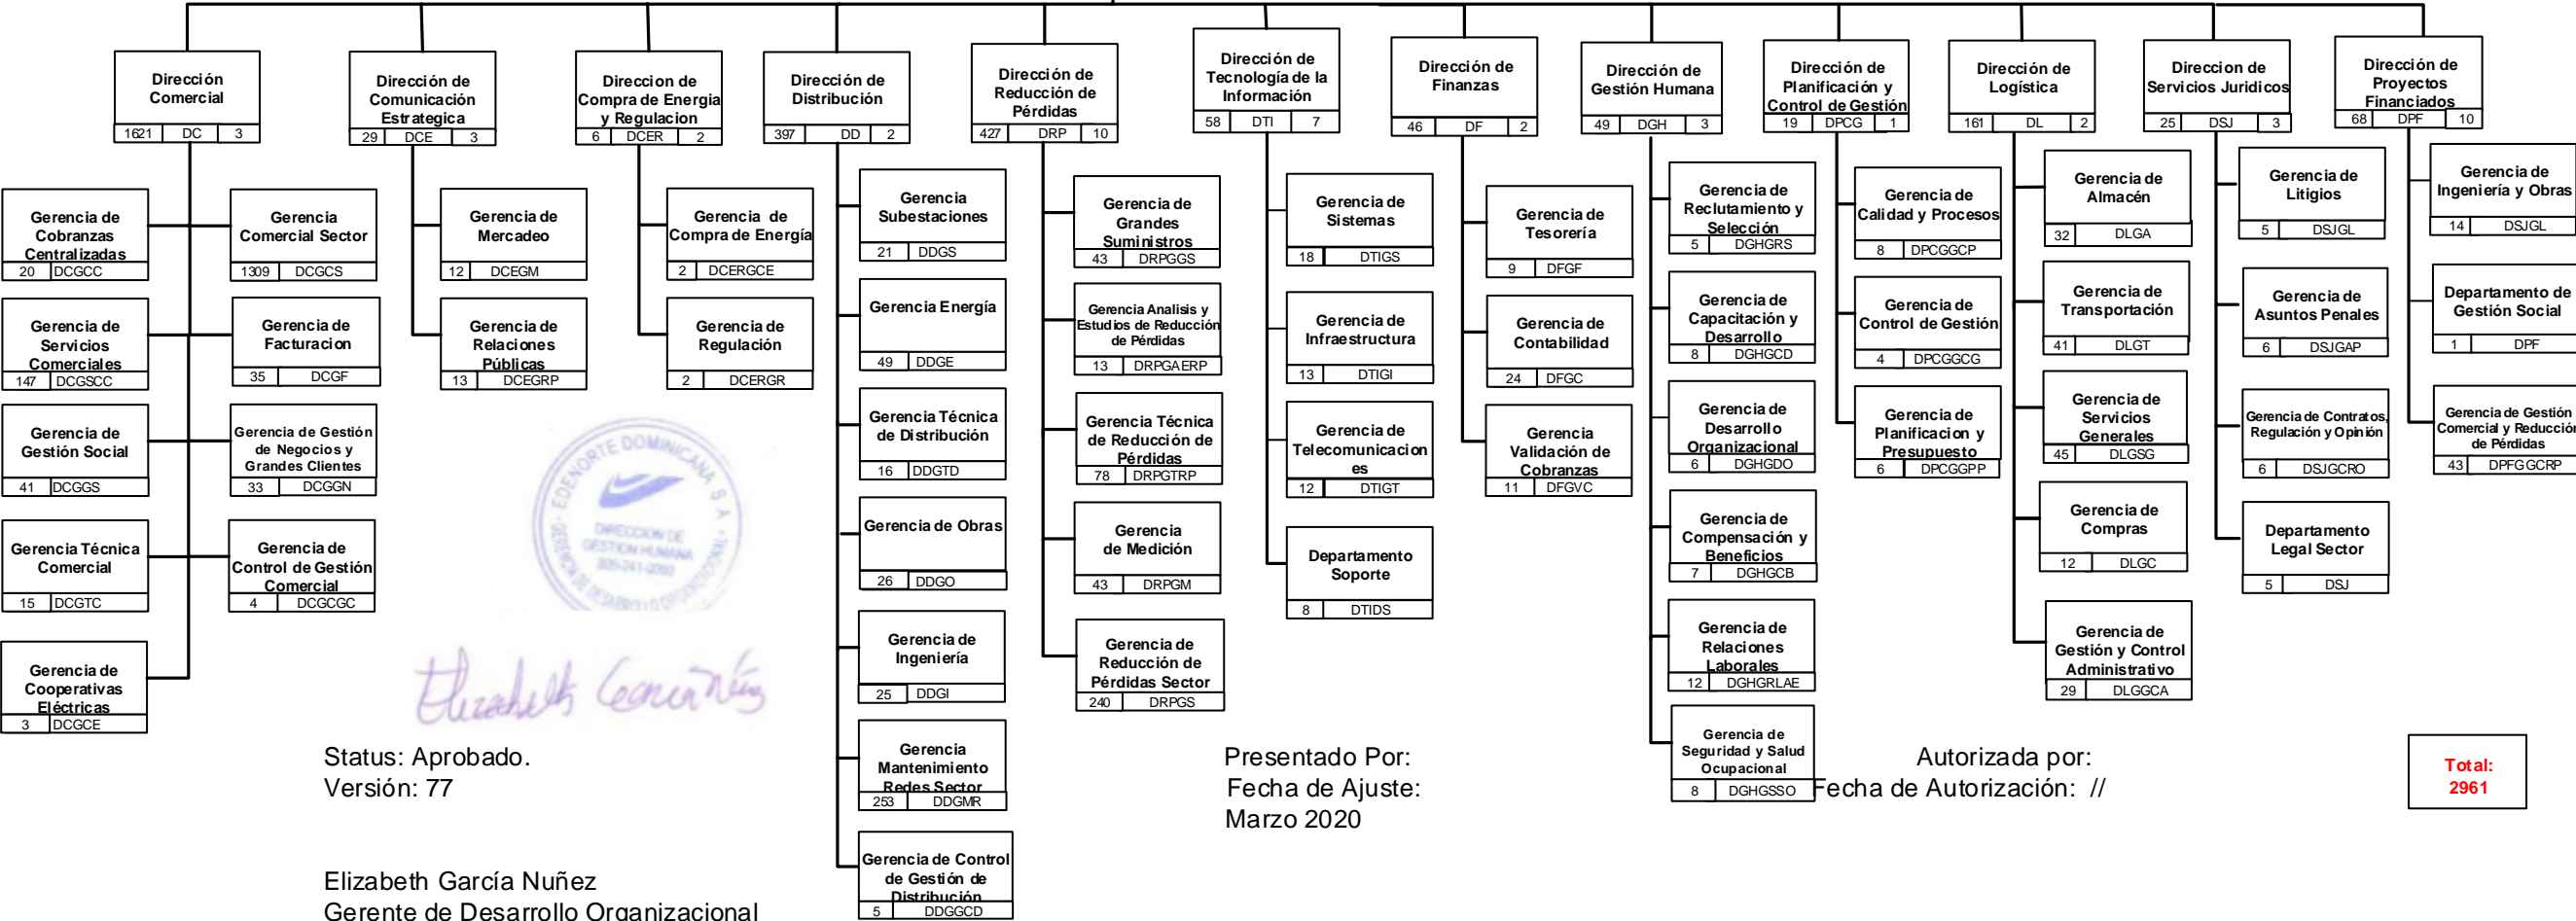 Dirección
Comercial
1621 DC 3
Dirección de
Comunicación
Estrategica
29 DCE 3
Direccion de
Compra de Energia
y Regulacion
6 DCER 2
Dirección de
Distribución
397 DD 2
Dirección de
Reducción de
Pérdidas
427 DRP 10
Dirección de
Tecnología de la
Información
58 DTI 7
Dirección de
Finanzas
46 DF 2
Dirección de
Gestión Humana
49 DGH 3
Dirección de
Planificación y
Control de Gestión
19 DPCG 1
Dirección de
Logística
161 DL 2
Direccion de
Servicios Juridicos
25 DSJ 3
Dirección de
Proyectos
Financiados
68 DPF 10
Gerencia de
Cobranzas
Centralizadas
20 DCGCC
Gerencia
Comercial Sector
1309 DCGCS
Gerencia de
Servicios
Comerciales
147 DCGSCC
Gerencia de
Facturacion
35 DCGF
Gerencia de
Gestión Social
41 DCGGS
Gerencia de Gestión
de Negocios y
Grandes Clientes
33 DCGGN
Gerencia Técnica
Comercial
15 DCGTC
Gerencia de
Control de Gestión
Comercial
4 DCGCGC
Gerencia de
Cooperativas
Eléctricas
3 DCGCE
Gerencia de
Mercadeo
12 DCEGM
Gerencia de
Relaciones
Públicas
13 DCEGRP
Gerencia de
Compra de Energía
2 DCERGCE
Gerencia de
Regulación
2 DCERGR
Gerencia
Subestaciones
21 DDGS
Gerencia Energía
49 DDGE
Gerencia Técnica
de Distribución
16 DDGTD
Gerencia de Obras
26 DDGO
Gerencia de
Ingeniería
25 DDGI
Gerencia
Mantenimiento
Redes Sector
253 DDGMR
Gerencia de Control
de Gestión de
Distribución
5 DDGGCD
Gerencia de
Grandes
Suministros
43 DRPGGS
Gerencia Analisis y
Estudios de Reducción
de Pérdidas
13 DRPGAERP
Gerencia Técnica
de Reducción de
Pérdidas
78 DRPGTRP
Gerencia
de Medición
43 DRPGM
Gerencia de
Reducción de
Pérdidas Sector
240 DRPGS
Gerencia de
Sistemas
18 DTIGS
Gerencia de
Infraestructura
13 DTIGI
Gerencia de
Telecomunicacion
es
12 DTIGT
Departamento
Soporte
8 DTIDS
Gerencia de
Tesorería
9 DFGF
Gerencia de
Contabilidad
24 DFGC
Gerencia
Validación de
Cobranzas
11 DFGVC
Gerencia de
Reclutamiento y
Selección
5 DGHGRS
Gerencia de
Capacitación y
Desarrollo
8 DGHGCD
Gerencia de
Desarrollo
Organizacional
6 DGHGDO
Gerencia de
Compensación y
Beneficios
7 DGHGCB
Gerencia de
Relaciones
Laborales
12 DGHGRLAE
Gerencia de
Seguridad y Salud
Ocupacional
8 DGHGSSO
Gerencia de
Calidad y Procesos
8 DPCGGCP
Gerencia de
Control de Gestión
4 DPCGGCG
Gerencia de
Planificacion y
Presupuesto
6 DPCGGPP
Gerencia de
Almacén
32 DLGA
Gerencia de
Transportación
41 DLGT
Gerencia de
Servicios
Generales
45 DLGSG
Gerencia de
Compras
12 DLGC
Gerencia de
Gestión y Control
Administrativo
29 DLGGCA
Gerencia de
Litigios
5 DSJGL
Gerencia de
Asuntos Penales
6 DSJGAP
Gerencia de Contratos,
Regulación y Opinión
6 DSJGCRO
Departamento
Legal Sector
5 DSJ
Gerencia de
Ingeniería y Obras
14 DSJGL
Departamento de
Gestión Social
1 DPF
Gerencia de Gestión
Comercial y Reducción
de Pérdidas
43 DPFGGCRP
EDENORTE DOMINICANA S A
DIRECCION DE
GESTION HUMANA
809-241-9090
GERENCIA DE DESARROLLO ORGANIZACIONAL
Status: Aprobado.
Versión: 77
Presentado Por:
Fecha de Ajuste:
Marzo 2020
Autorizada por:
Fecha de Autorización: //
Total:
2961
Elizabeth García Nuñez
Gerente de Desarrollo Organizacional